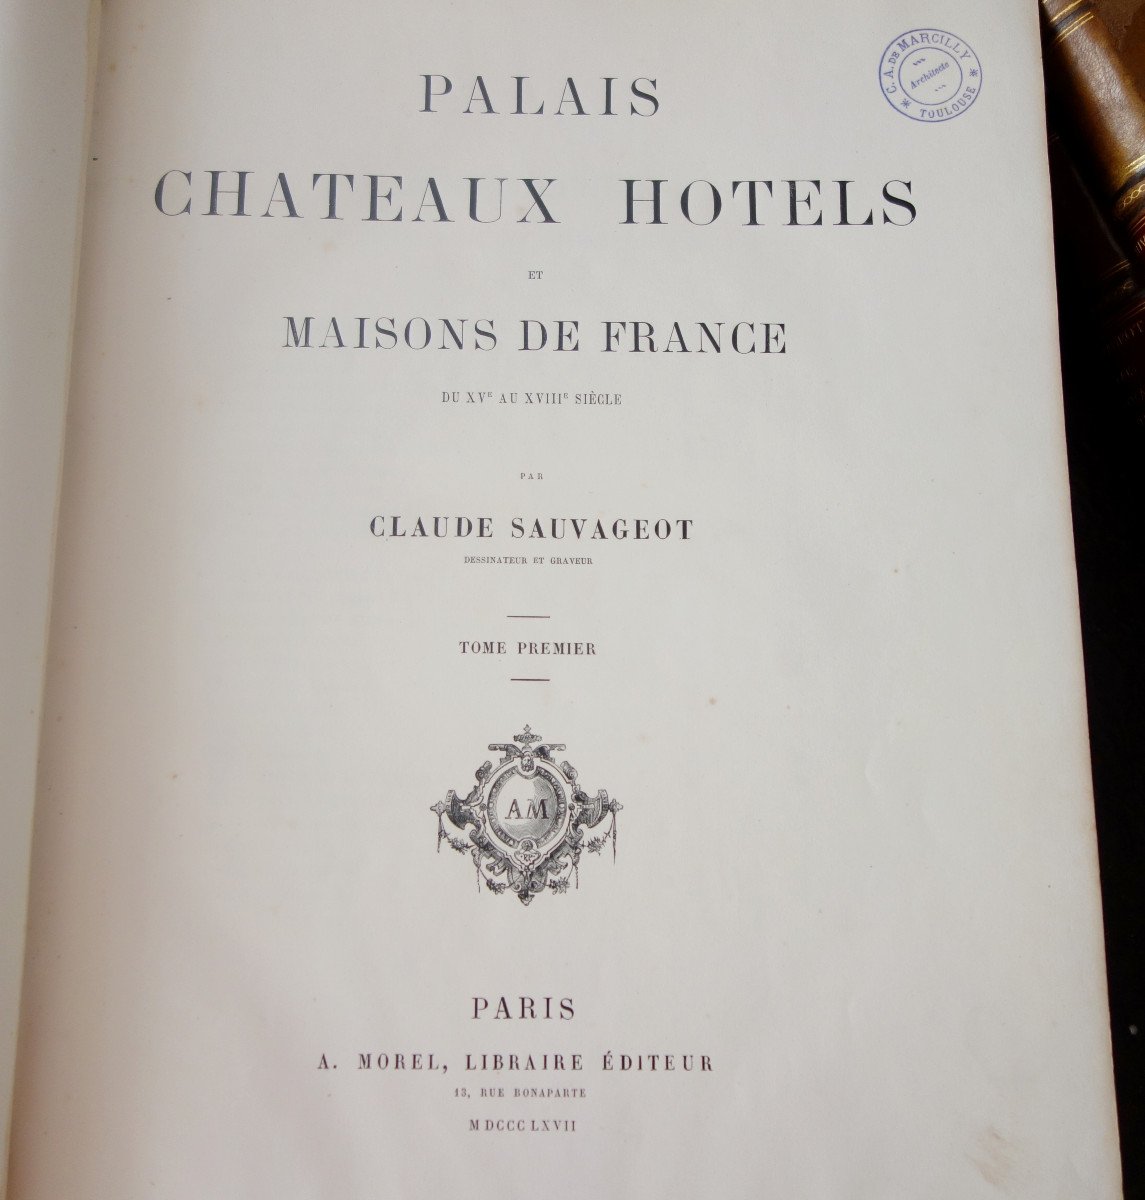 PALAIS
CHATEAUX HOTELS
ET
MAISONS DE FRANCE
DU XVᴱ AU XVIIIᴱ SIÈCLE
PAR
CLAUDE SAUVAGEOT
DESSINATEUR ET GRAVEUR
TOME PREMIER
AM
PARIS
A. MOREL, LIBRAIRE ÉDITEUR
13, RUE BONAPARTE
MDCCCLXVII
C. A. DE MARCILLY
Architecte
* TOULOUSE *